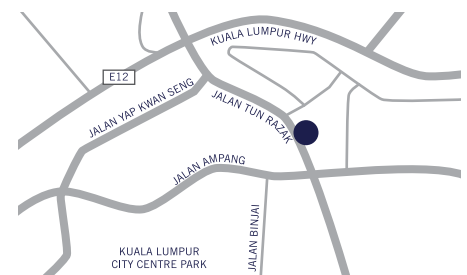 KUALA LUMPUR HWY
E12
JALAN YAP KWAN SENG
JALAN TUN RAZAK
JALAN AMPANG
JALAN BINJAI
KUALA LUMPUR
CITY CENTRE PARK